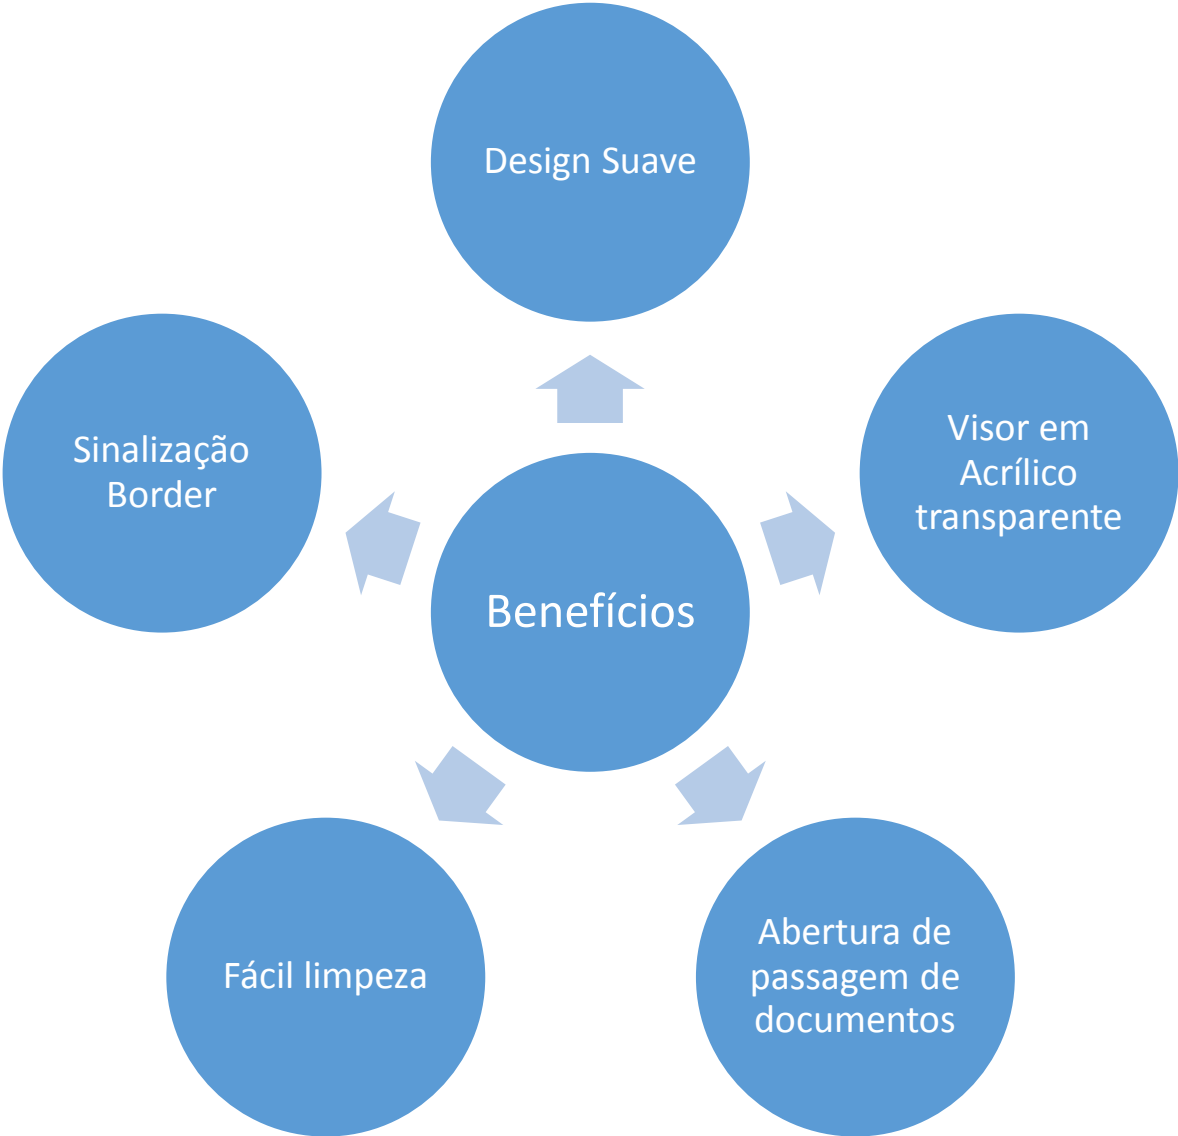 Design Suave
Visor em
Acrílico
transparente
Abertura de
passagem de
documentos
Fácil limpeza
Sinalização
Border
Benefícios